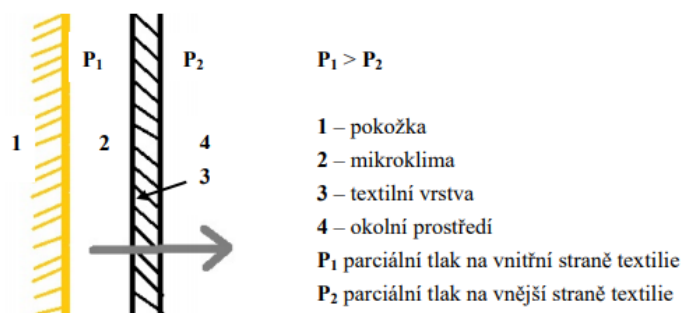 P₁ P₂ P₁ > P₂
1 2 4
3
1 – pokožka
2 – mikroklima
3 – textilní vrstva
4 – okolní prostředí
P₁ parciální tlak na vnitřní straně textilie
P₂ parciální tlak na vnější straně textilie